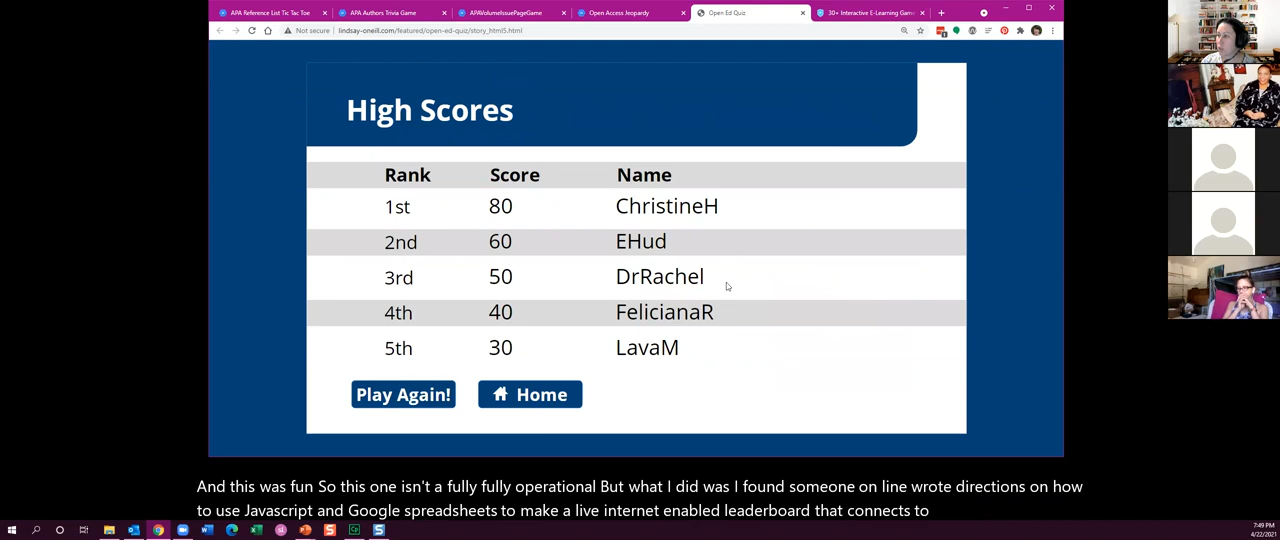 APA Reference List Tic Tac Toe
APA Authors Trivia Game
APAVolumeIssuePageGame
Open Access Jeopardy
Open Ed Quiz
30+ Interactive E-Learning Gam
Not secure
lindsay-oneill.com/featured/open-ed-quiz/story_html5.html
High Scores
Rank Score Name
1st 80 ChristineH
2nd 60 EHud
3rd 50 DrRachel
4th 40 FelicianaR
5th 30 LavaM
Play Again!
Home
And this was fun So this one isn't a fully fully operational But what I did was I found someone on line wrote directions on how
to use Javascript and Google spreadsheets to make a live internet enabled leaderboard that connects to
7:49 PM
4/22/2021